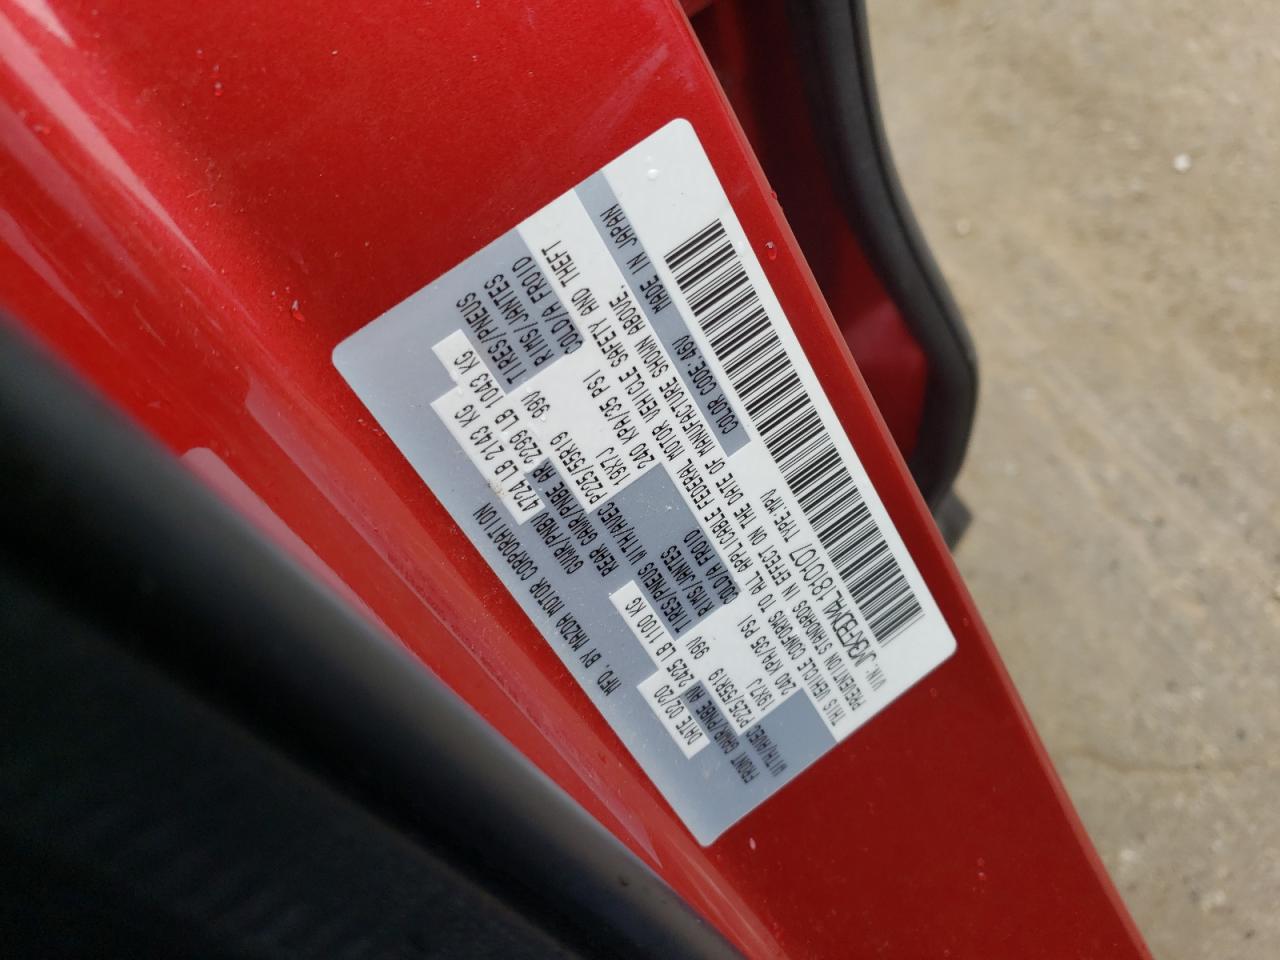 MFD. BY MAZDA MOTOR CORPORATION
DATE 02/20 GVWR/PNBV 4724 LB 2143 KG
FRONT GAWR/PNBE AV 2425 LB 1100 KG REAR GAWR/PNBE AR 2299 LB 1043 KG
WITH/AVEC P225/55R19 99V TIRES/PNEUS WITH/AVEC P225/55R19 99V TIRES/PNEUS
19X7J RIMS/JANTES 19X7J RIMS/JANTES
240 KPA/35 PSI COLD/A FROID 240 KPA/35 PSI COLD/A FROID
THIS VEHICLE CONFORMS TO ALL APPLICABLE FEDERAL MOTOR VEHICLE SAFETY AND THEFT
PREVENTION STANDARDS IN EFFECT ON THE DATE OF MANUFACTURE SHOWN ABOVE.
VIN: JM3KFBDM4L1810107 TYPE: MPV COLOR CODE:46V MADE IN JAPAN